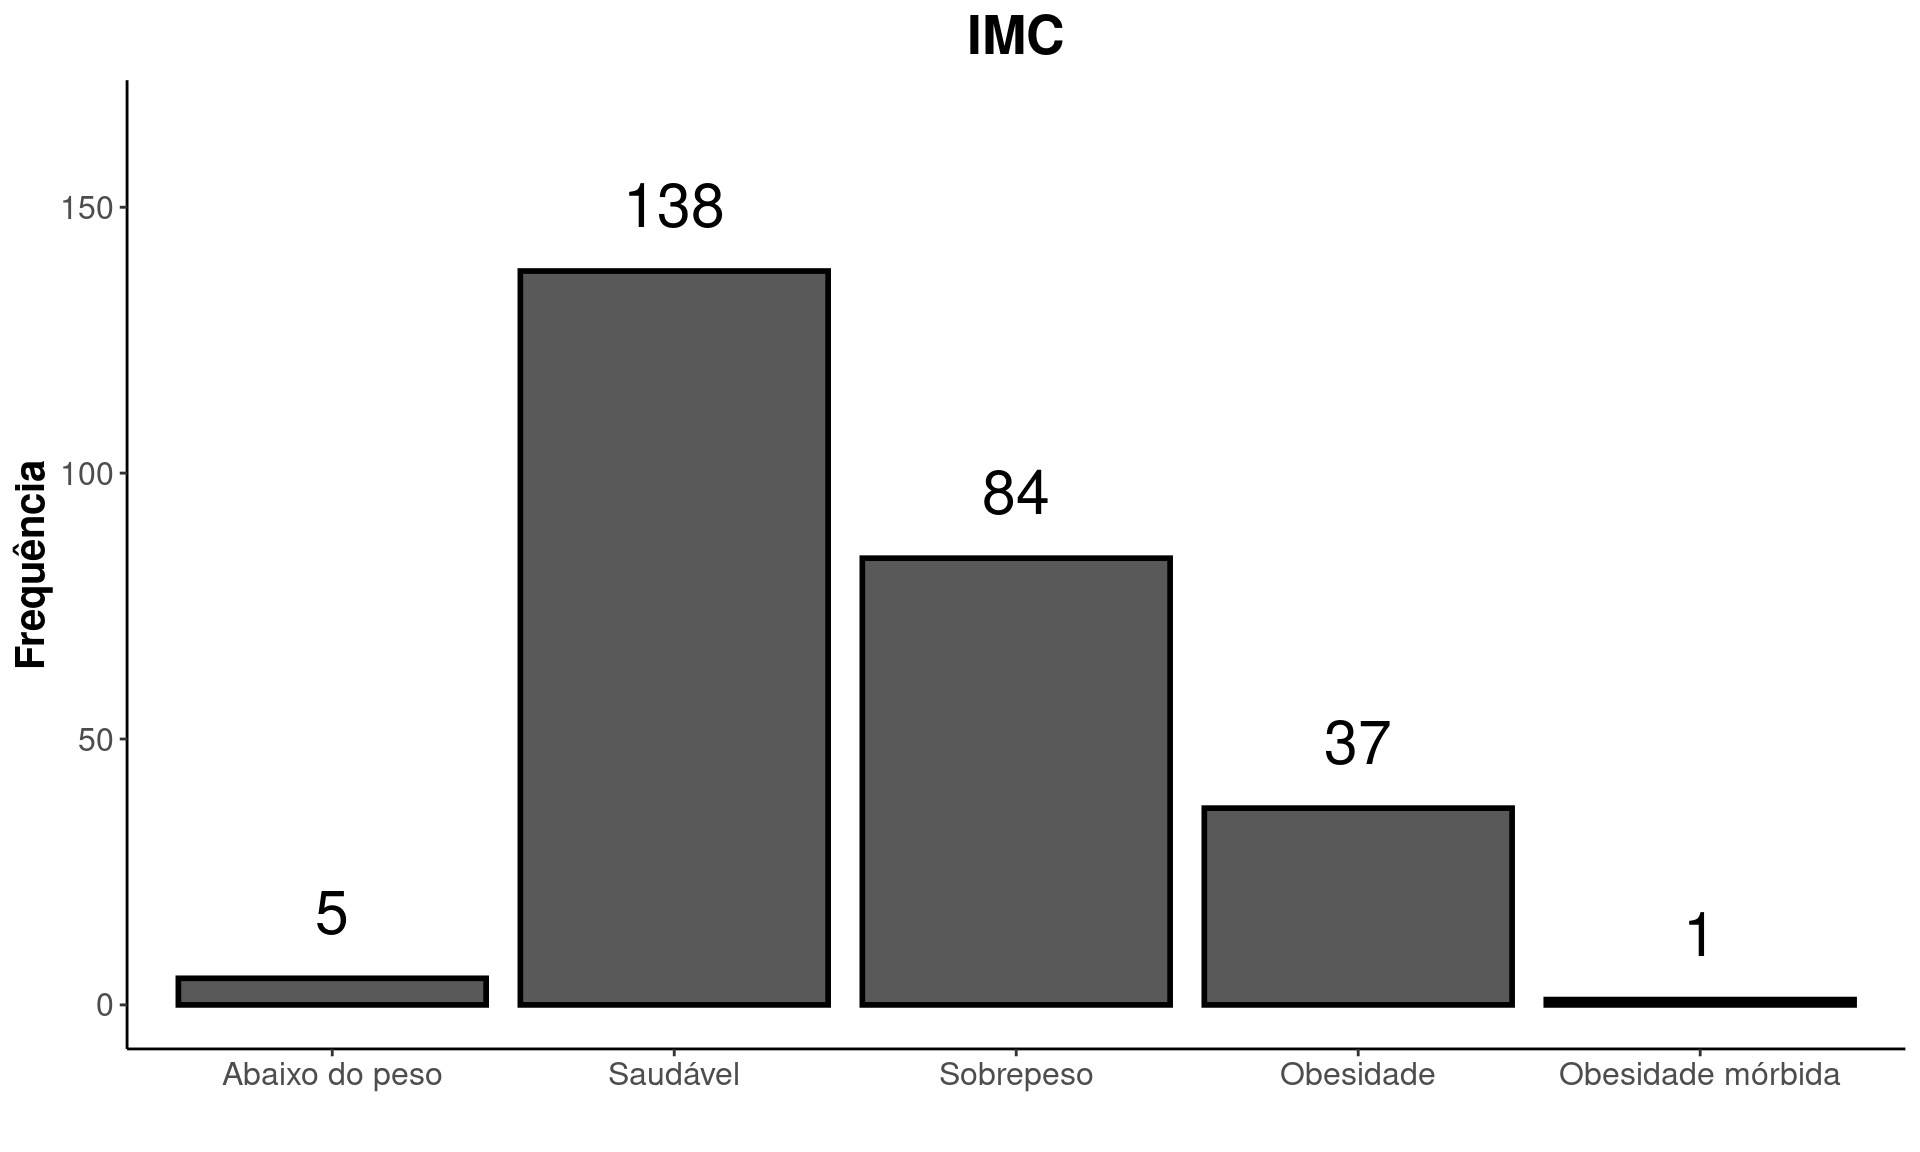 IMC
Frequência
150
100
50
0
5
138
84
37
1
Abaixo do peso
Saudável
Sobrepeso
Obesidade
Obesidade mórbida